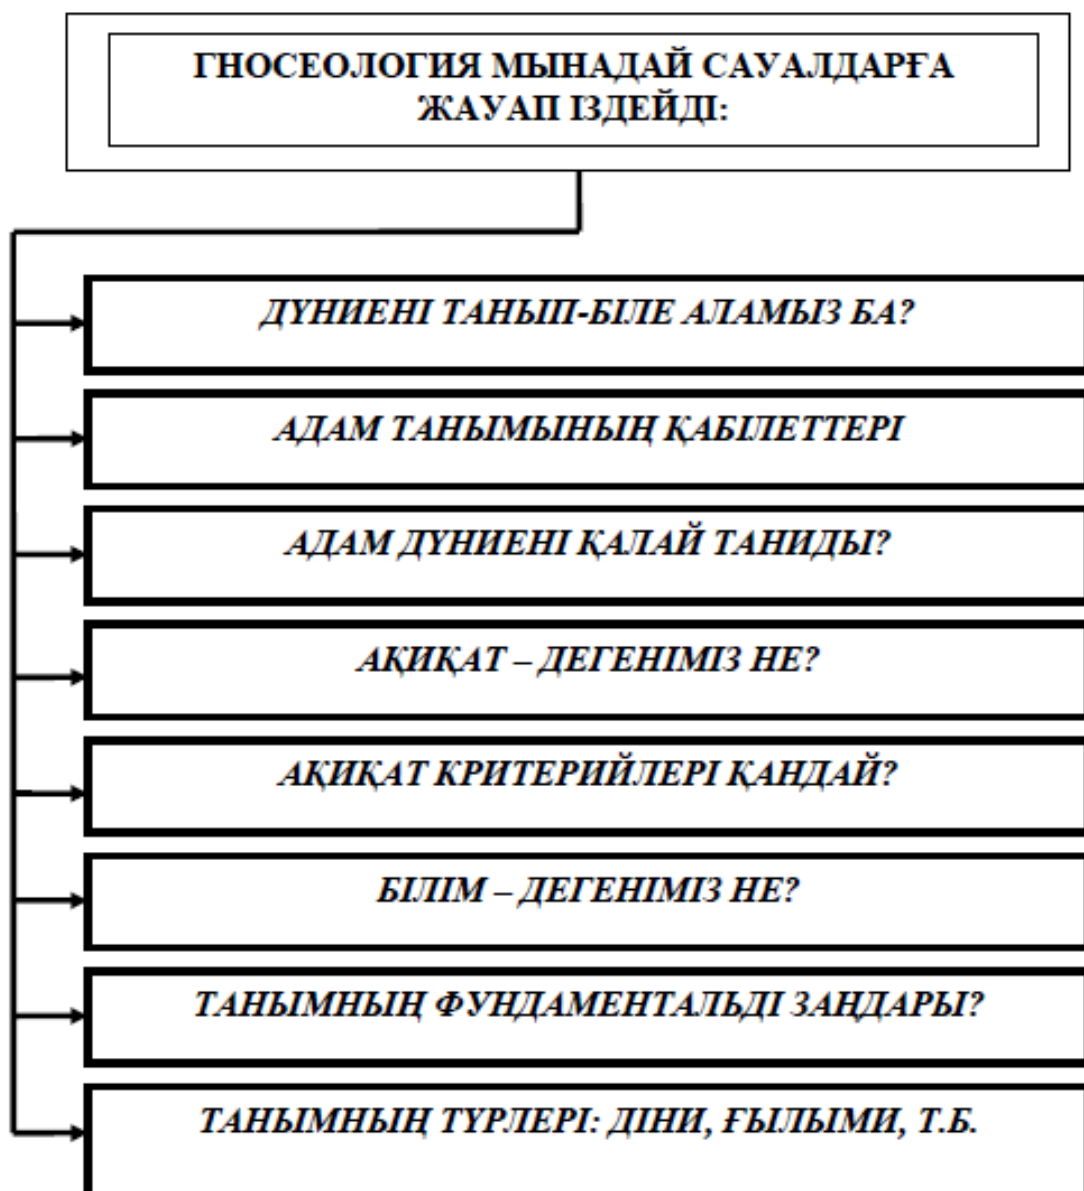 ГНОСЕОЛОГИЯ МЫНАДАЙ САУАЛДАРҒА
ЖАУАП ІЗДЕЙДІ:
ДҮНИЕНІ ТАНЫП-БІЛЕ АЛАМЫЗ БА?
АДАМ ТАНЫМЫНЫҢ ҚАБІЛЕТТЕРІ
АДАМ ДҮНИЕНІ ҚАЛАЙ ТАНИДЫ?
АҚИҚАТ – ДЕГЕНІМІЗ НЕ?
АҚИҚАТ КРИТЕРИЙЛЕРІ ҚАНДАЙ?
БІЛІМ – ДЕГЕНІМІЗ НЕ?
ТАНЫМНЫҢ ФУНДАМЕНТАЛЬДІ ЗАҢДАРЫ?
ТАНЫМНЫҢ ТҮРЛЕРІ: ДІНИ, ҒЫЛЫМИ, Т.Б.